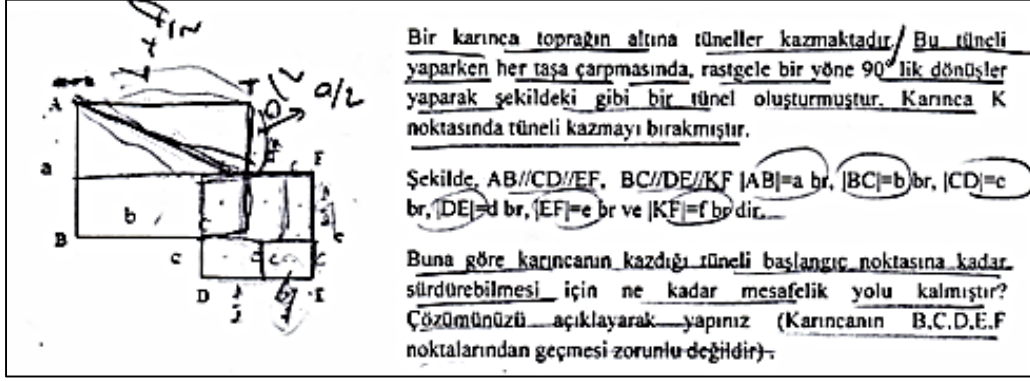 Bir karınca toprağın altına tüneller kazmaktadır. Bu tüneli
yaparken her taşa çarpmasında, rastgele bir yöne 90° lik dönüşler
yaparak şekildeki gibi bir tünel oluşturmuştur. Karınca K
noktasında tüneli kazmayı bırakmıştır.
Şekilde, AB//CD//EF, BC//DE//KF |AB|=a br, |BC|=b br, |CD|=c
br, |DE|=d br, |EF|=e br ve |KF|=f br dir.
Buna göre karıncanın kazdığı tüneli başlangıç noktasına kadar
sürdürebilmesi için ne kadar mesafelik yolu kalmıştır?
Çözümünüzü açıklayarak yapınız (Karıncanın B.C.D.E.F
noktalarından geçmesi zorunlu değildir).
A
a/2
F
a
b
B
c
D
E